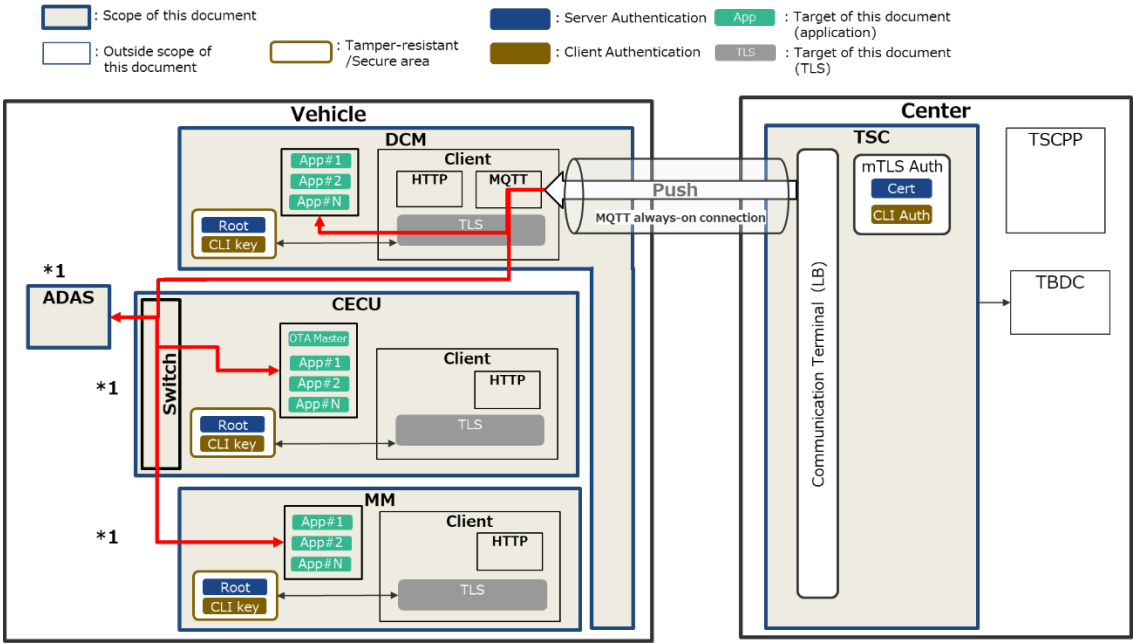 : Scope of this document
: Outside scope of
this document
: Tamper-resistant
/Secure area
: Server Authentication
: Client Authentication
App
: Target of this document
(application)
TLS
: Target of this document
(TLS)
Vehicle
DCM
App#1
App#2
App#N
Client
HTTP
MQTT
TLS
Root
CLI key
*1
ADAS
CECU
Switch
OTA Master
App#1
App#2
App#N
Client
HTTP
TLS
Root
CLI key
*1
MM
App#1
App#2
App#N
Client
HTTP
TLS
Root
CLI key
*1
Push
MQTT always-on connection
Center
TSC
Communication Terminal (LB)
mTLS Auth
Cert
CLI Auth
TSCPP
TBDC